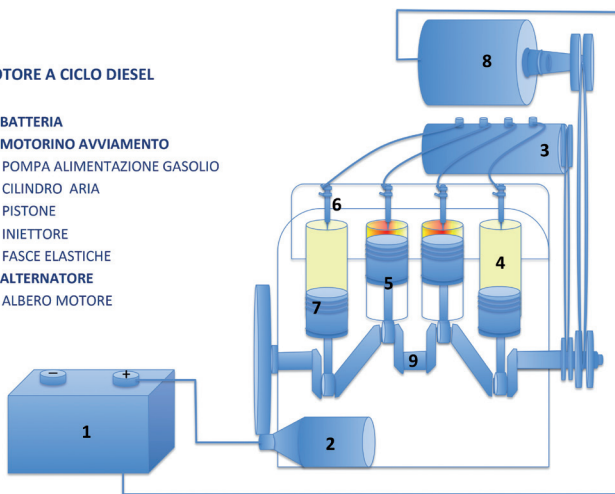 OTORE A CICLO DIESEL
BATTERIA
MOTORINO AVVIAMENTO
POMPA ALIMENTAZIONE GASOLIO
CILINDRO ARIA
PISTONE
INIETTORE
FASCE ELASTICHE
ALTERNATORE
ALBERO MOTORE
8
3
6
4
5
7
9
− +
1
2